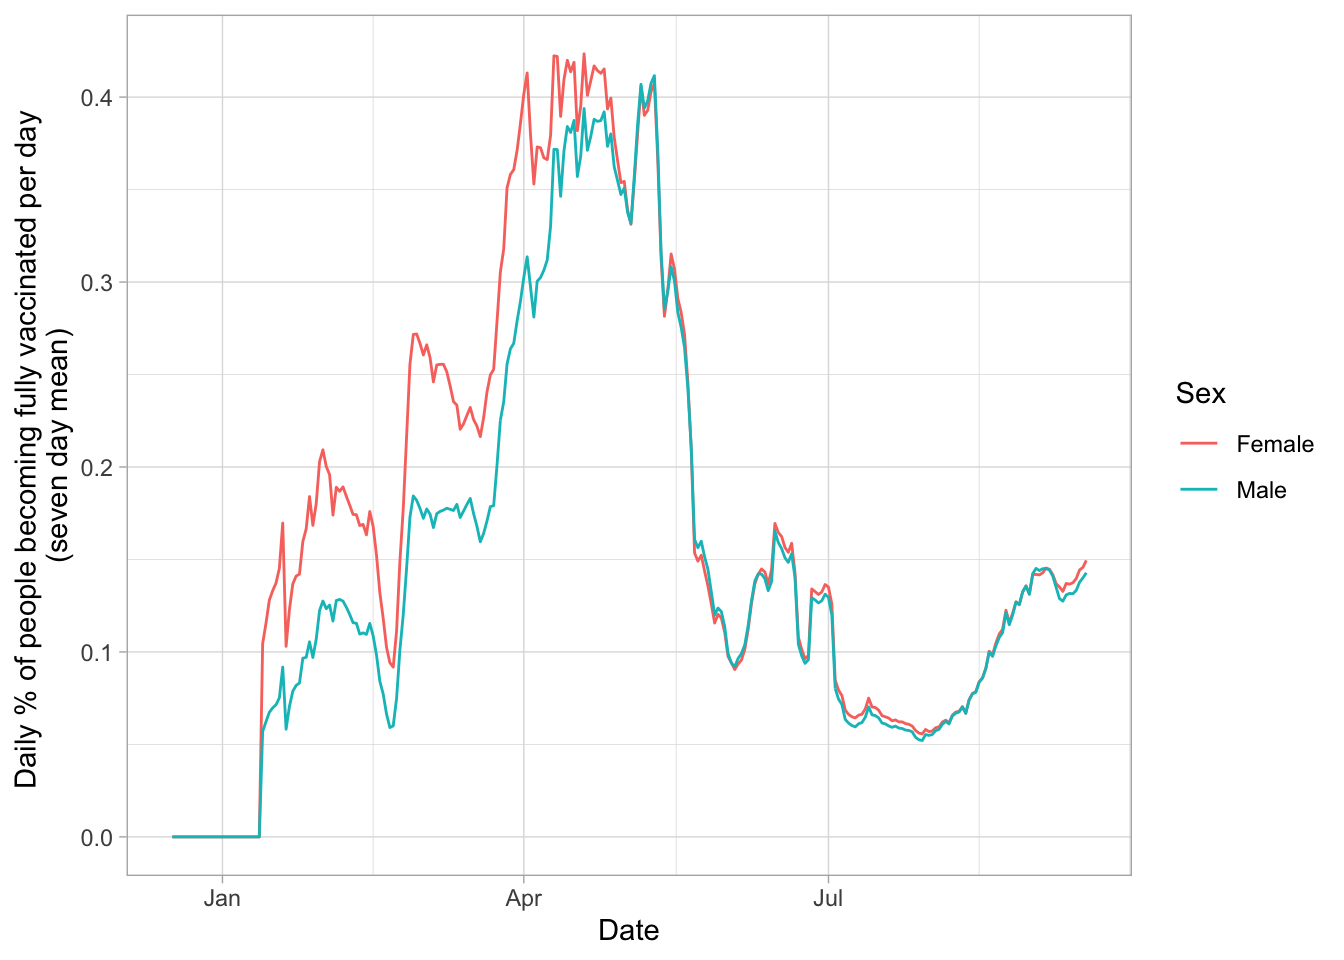 Daily % of people becoming fully vaccinated per day
(seven day mean)
0.4
0.3
0.2
0.1
0.0
Jan
Apr
Jul
Date
Sex
Female
Male